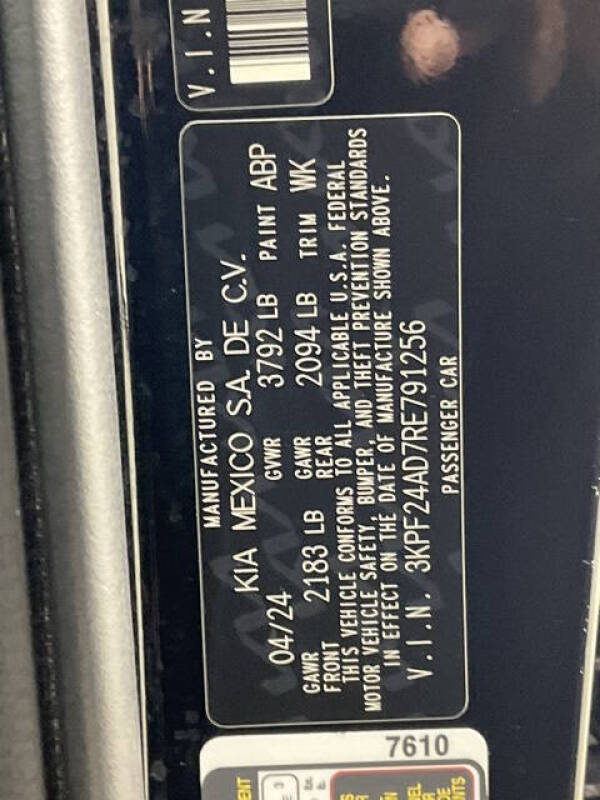 V.I.N
MANUFACTURED BY
KIA MEXICO S.A. DE C.V.
04/24 GVWR 3792 LB PAINT ABP
GAWR FRONT 2183 LB GAWR REAR 2094 LB TRIM WK
THIS VEHICLE CONFORMS TO ALL APPLICABLE U.S.A. FEDERAL
MOTOR VEHICLE SAFETY, BUMPER, AND THEFT PREVENTION STANDARDS
IN EFFECT ON THE DATE OF MANUFACTURE SHOWN ABOVE.
V.I.N. 3KPF24AD7RE791256
PASSENGER CAR
7610